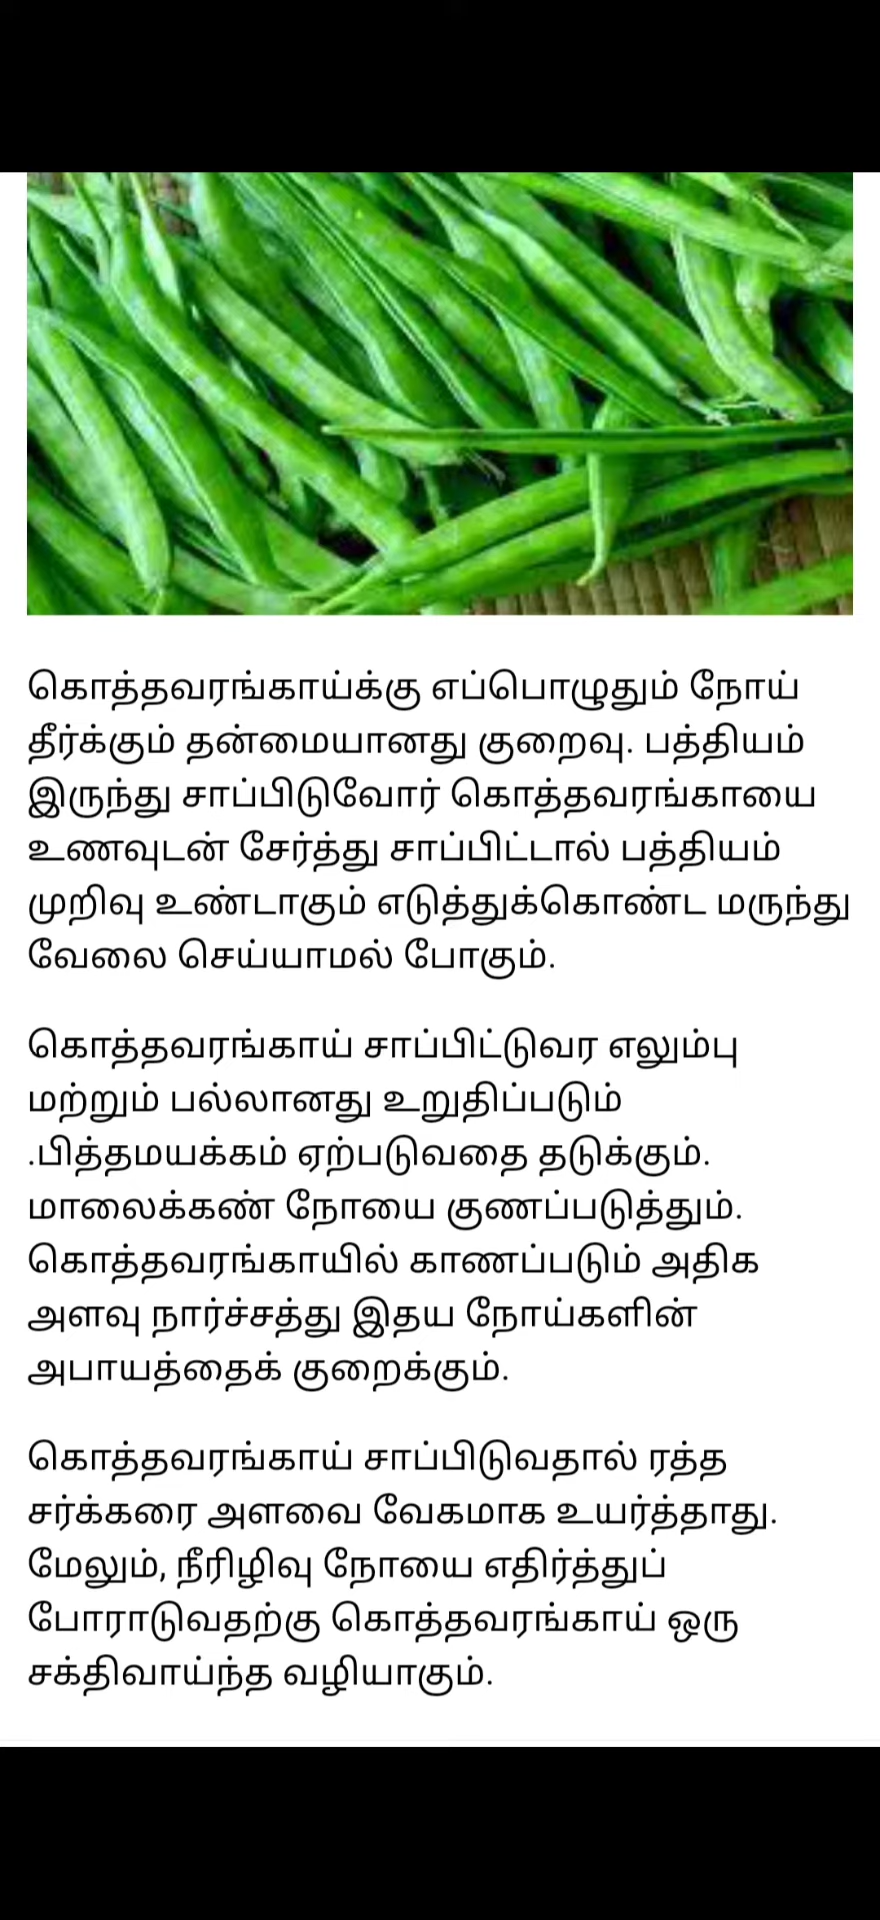 கொத்தவரங்காய்க்கு எப்பொழுதும் நோய்
தீர்க்கும் தன்மையானது குறைவு. பத்தியம்
இருந்து சாப்பிடுவோர் கொத்தவரங்காயை
உணவுடன் சேர்த்து சாப்பிட்டால் பத்தியம்
முறிவு உண்டாகும் எடுத்துக்கொண்ட மருந்து
வேலை செய்யாமல் போகும்.
கொத்தவரங்காய் சாப்பிட்டுவர எலும்பு
மற்றும் பல்லானது உறுதிப்படும்
.பித்தமயக்கம் ஏற்படுவதை தடுக்கும்.
மாலைக்கண் நோயை குணப்படுத்தும்.
கொத்தவரங்காயில் காணப்படும் அதிக
அளவு நார்ச்சத்து இதய நோய்களின்
அபாயத்தைக் குறைக்கும்.
கொத்தவரங்காய் சாப்பிடுவதால் ரத்த
சர்க்கரை அளவை வேகமாக உயர்த்தாது.
மேலும், நீரிழிவு நோயை எதிர்த்துப்
போராடுவதற்கு கொத்தவரங்காய் ஒரு
சக்திவாய்ந்த வழியாகும்.